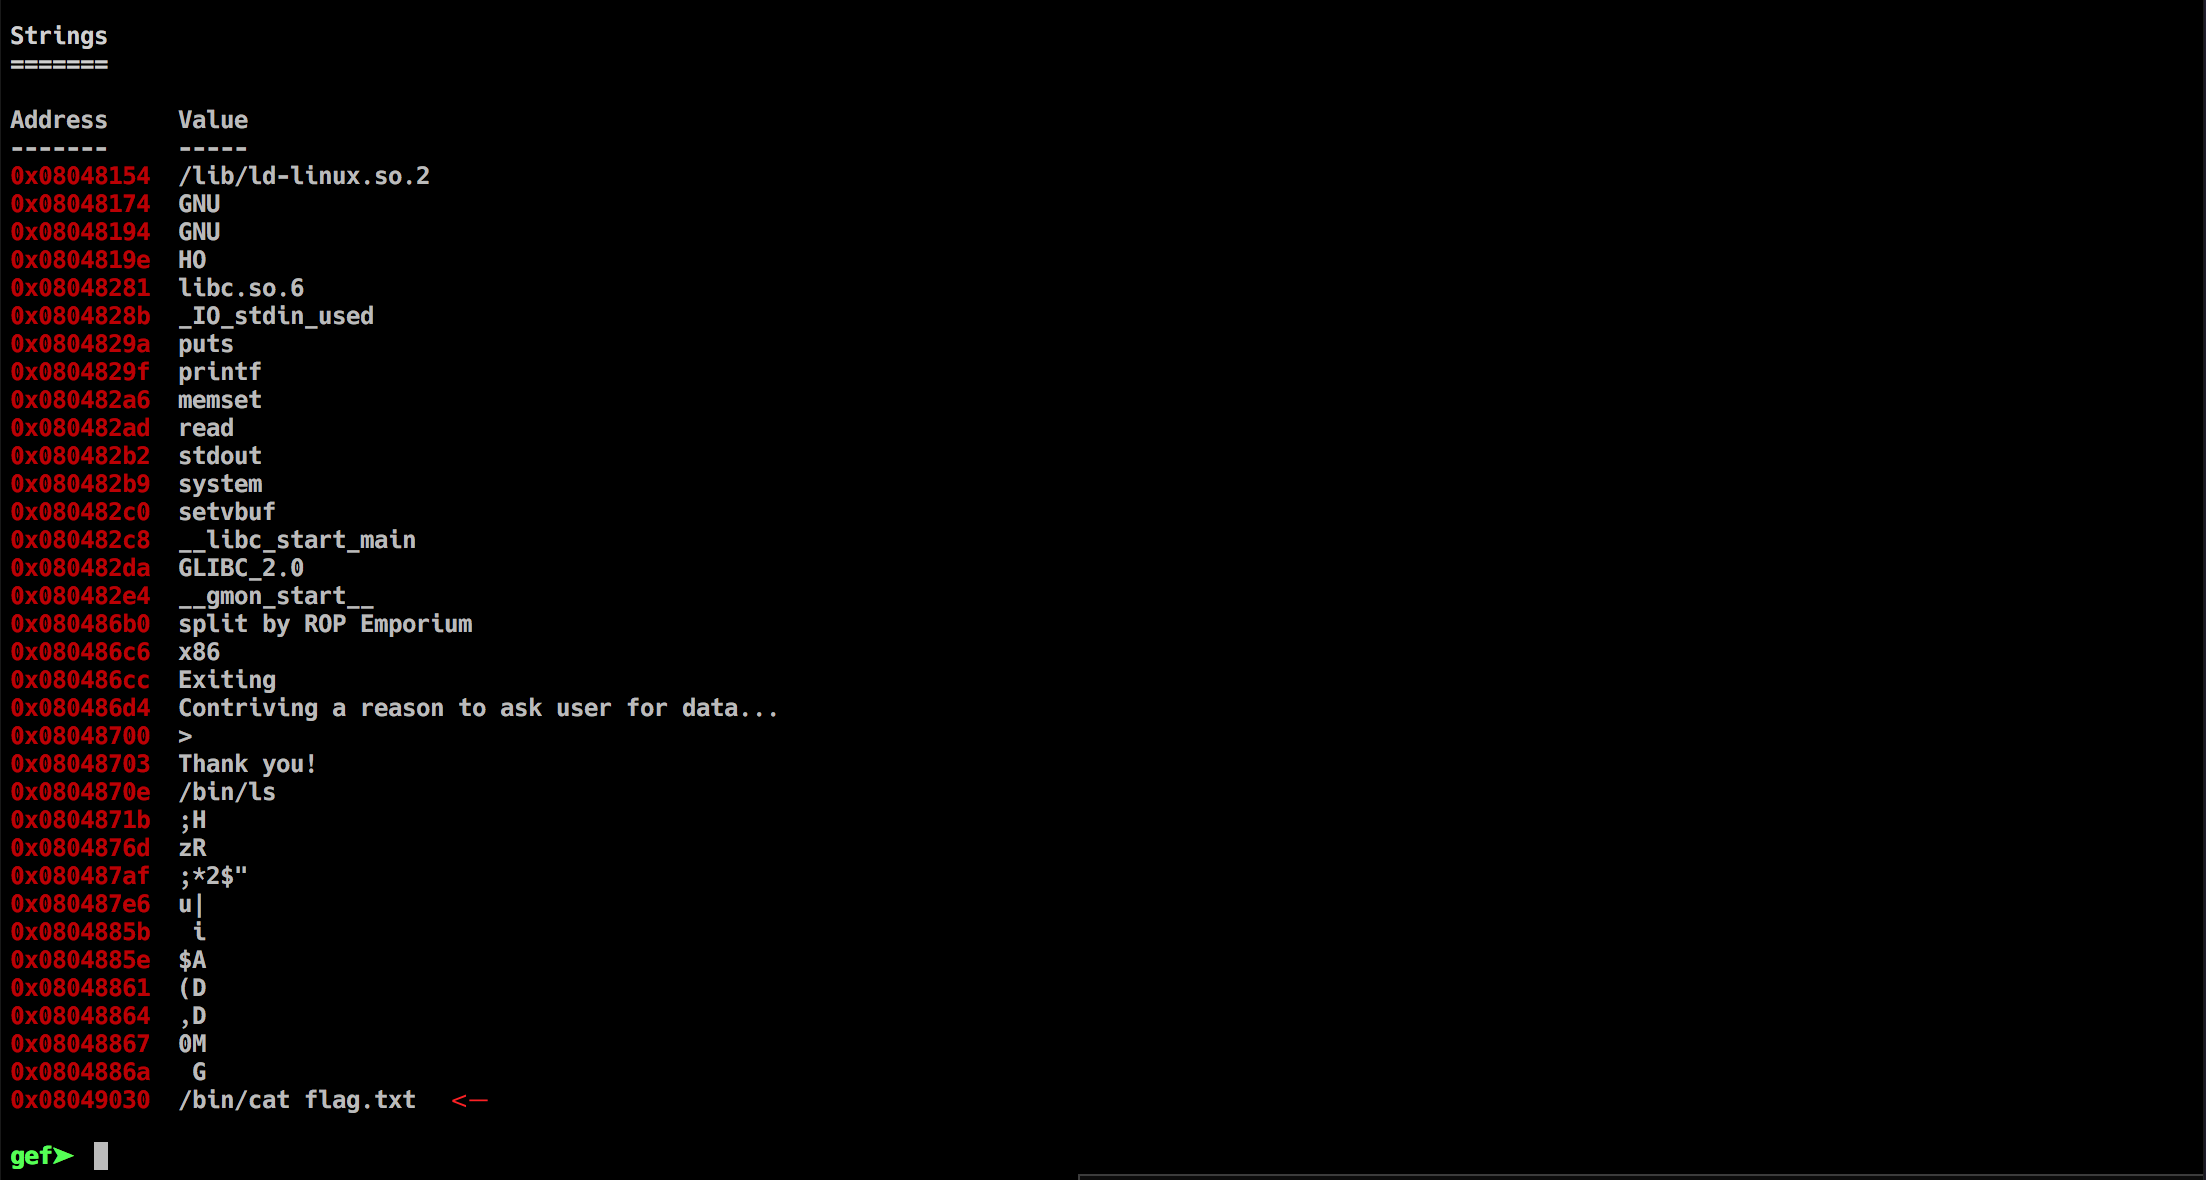 Strings
=======
Address Value
------- -----
0x08048154 /lib/ld-linux.so.2
0x08048174 GNU
0x08048194 GNU
0x0804819e HO
0x08048281 libc.so.6
0x0804828b _IO_stdin_used
0x0804829a puts
0x0804829f printf
0x080482a6 memset
0x080482ad read
0x080482b2 stdout
0x080482b9 system
0x080482c0 setvbuf
0x080482c8 __libc_start_main
0x080482da GLIBC_2.0
0x080482e4 __gmon_start__
0x080486b0 split by ROP Emporium
0x080486c6 x86
0x080486cc Exiting
0x080486d4 Contriving a reason to ask user for data...
0x08048700 >
0x08048703 Thank you!
0x0804870e /bin/ls
0x0804871b ;H
0x0804876d zR
0x080487af ;*2$"
0x080487e6 u|
0x0804885b  i
0x0804885e $A
0x08048861 (D
0x08048864 ,D
0x08048867 0M
0x0804886a  G
0x08049030 /bin/cat flag.txt <—
gef➤